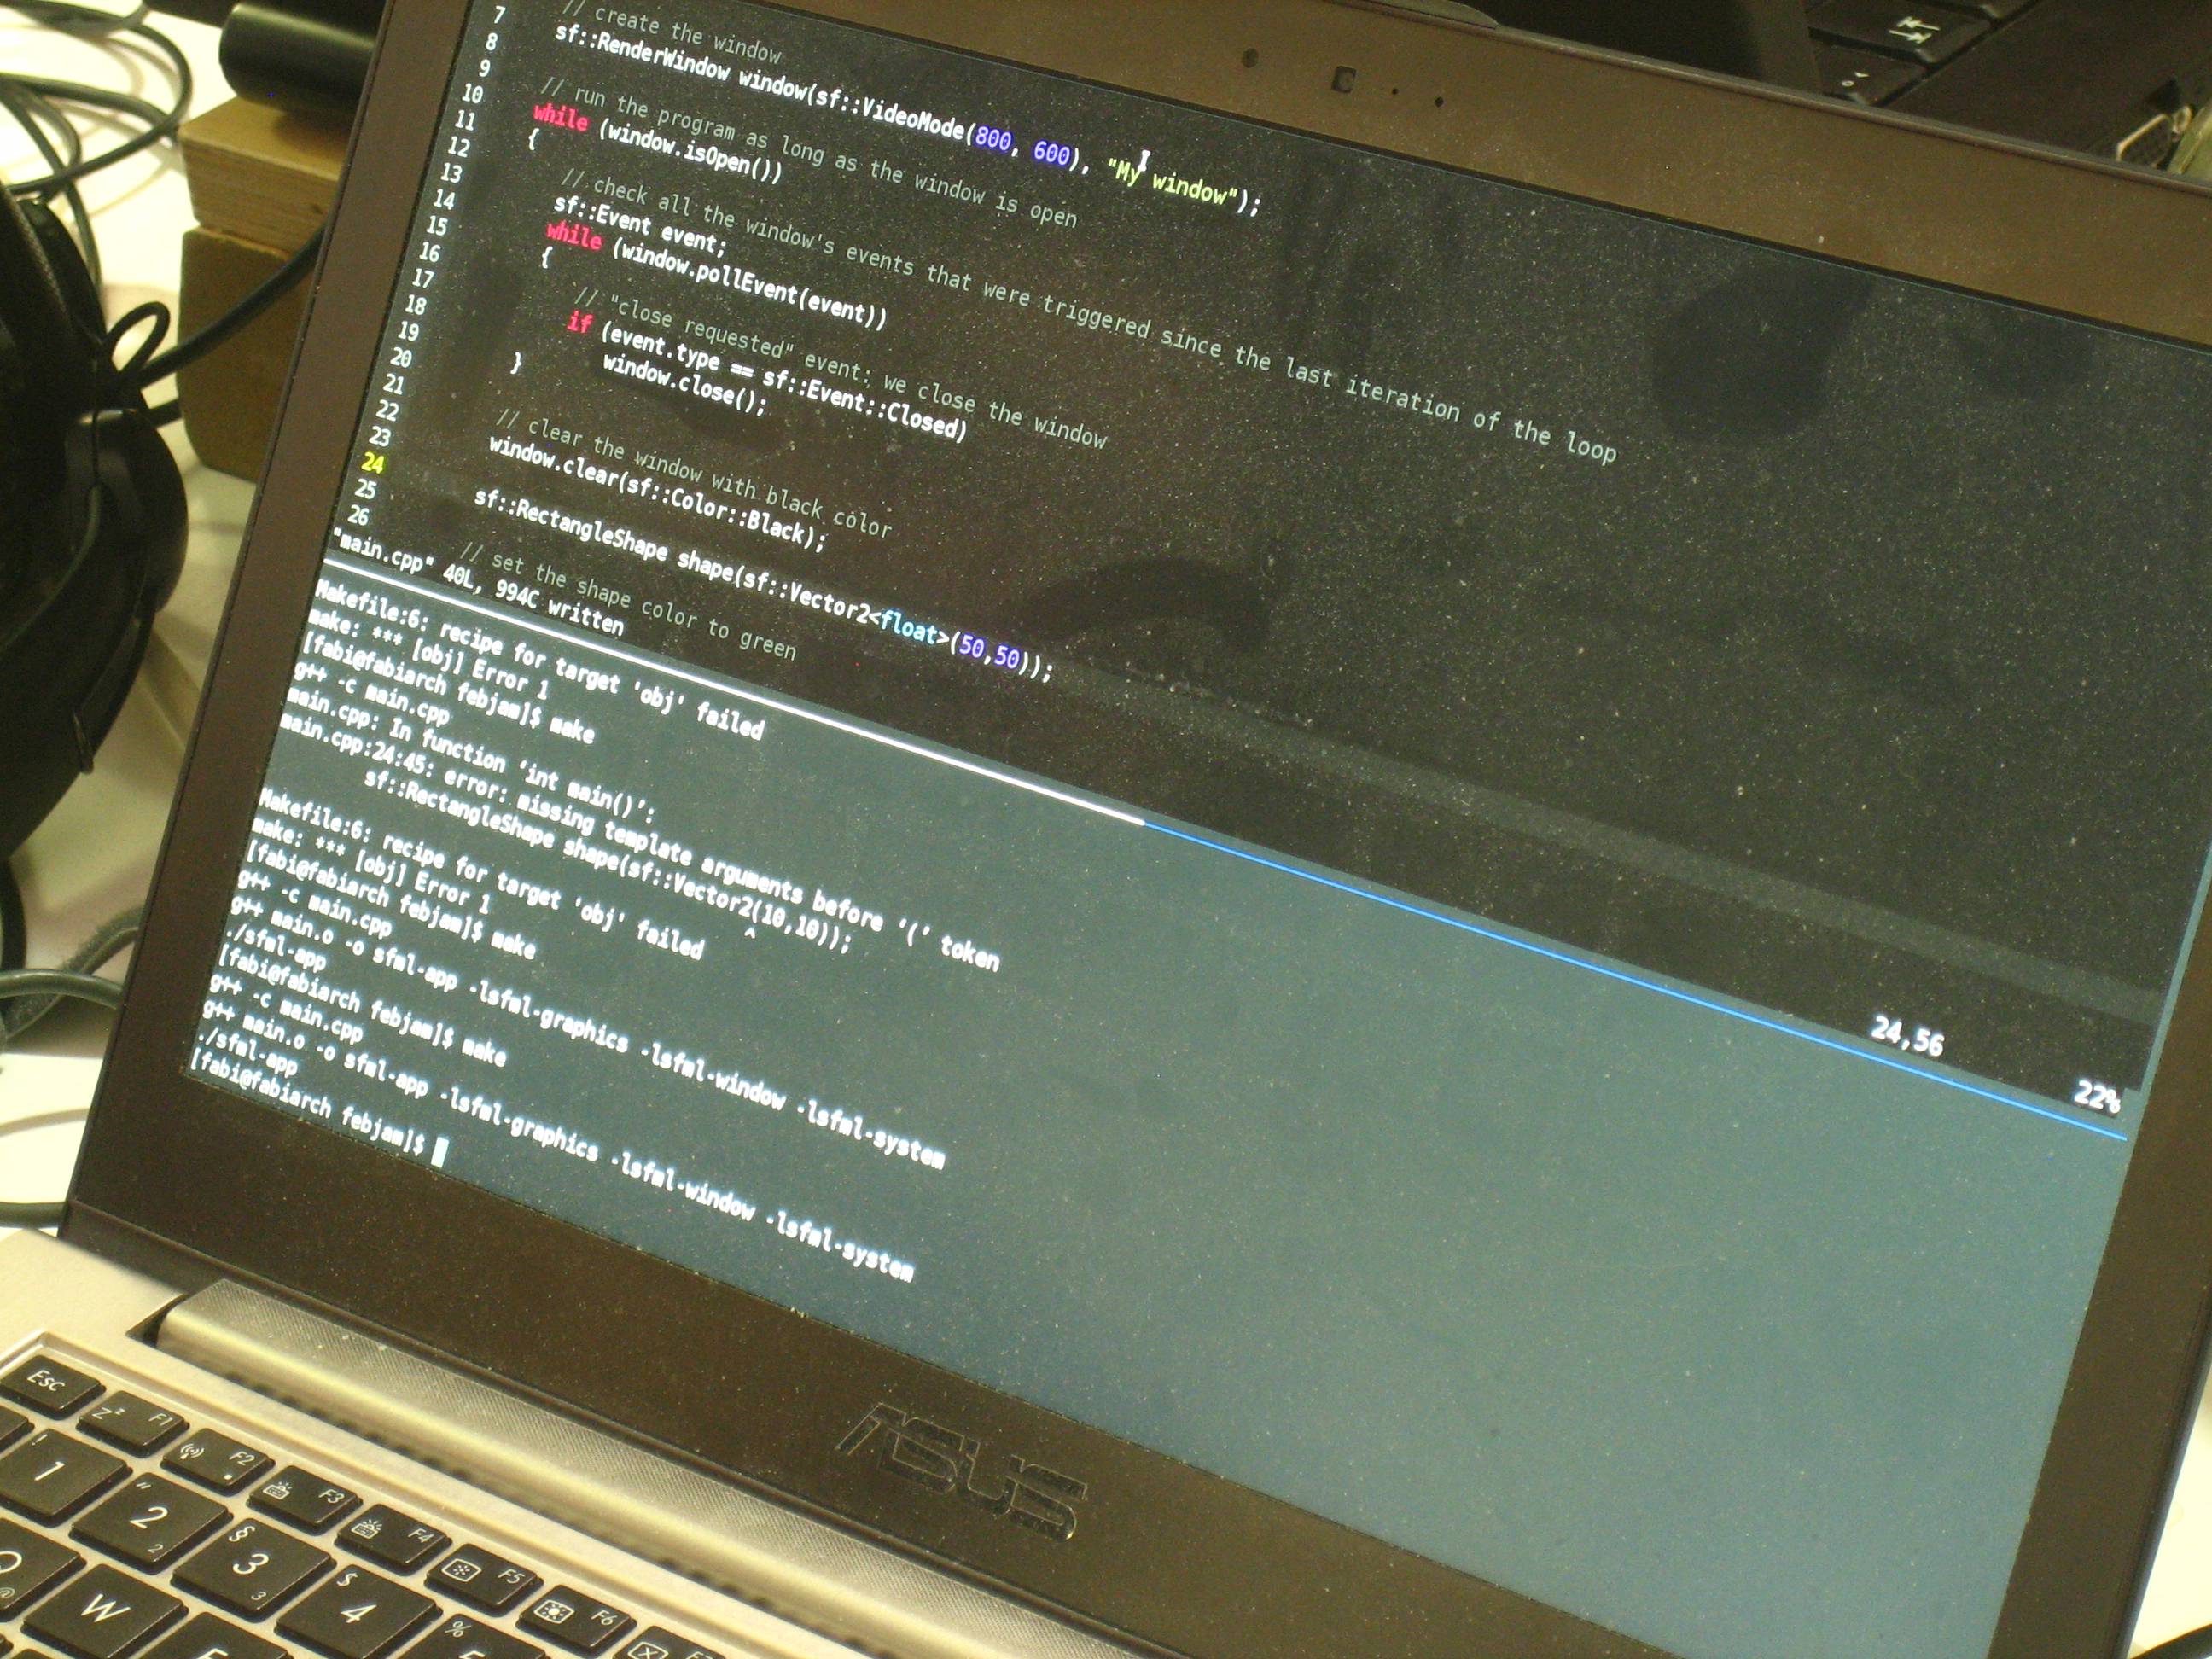 7 // create the window
8 sf::RenderWindow window(sf::VideoMode(800, 600), "My window");
9
10 // run the program as long as the window is open
11 while (window.isOpen())
12 {
13 // check all the window's events that were triggered since the last iteration of the loop
14 sf::Event event;
15 while (window.pollEvent(event))
16 {
17 // "close requested" event: we close the window
18 if (event.type == sf::Event::Closed)
19 window.close();
20 }
21
22 // clear the window with black color
23 window.clear(sf::Color::Black);
24
25 sf::RectangleShape shape(sf::Vector2<float>(50,50));
26
// set the shape color to green
"main.cpp" 40L, 994C written
24,56
22%
Makefile:6: recipe for target 'obj' failed
make: *** [obj] Error 1
[fabi@fabiarch febjam]$ make
g++ -c main.cpp
main.cpp: In function ‘int main()’:
main.cpp:24:45: error: missing template arguments before ‘(’ token
sf::RectangleShape shape(sf::Vector2(10,10));
^
Makefile:6: recipe for target 'obj' failed
make: *** [obj] Error 1
[fabi@fabiarch febjam]$ make
g++ -c main.cpp
g++ main.o -o sfml-app -lsfml-graphics -lsfml-window -lsfml-system
./sfml-app
[fabi@fabiarch febjam]$ make
g++ -c main.cpp
g++ main.o -o sfml-app -lsfml-graphics -lsfml-window -lsfml-system
./sfml-app
[fabi@fabiarch febjam]$
ASUS
Esc
F1
F2
F3
F4
F5
F6
! 1
" 2 2
§ 3 3
$ 4
%
W